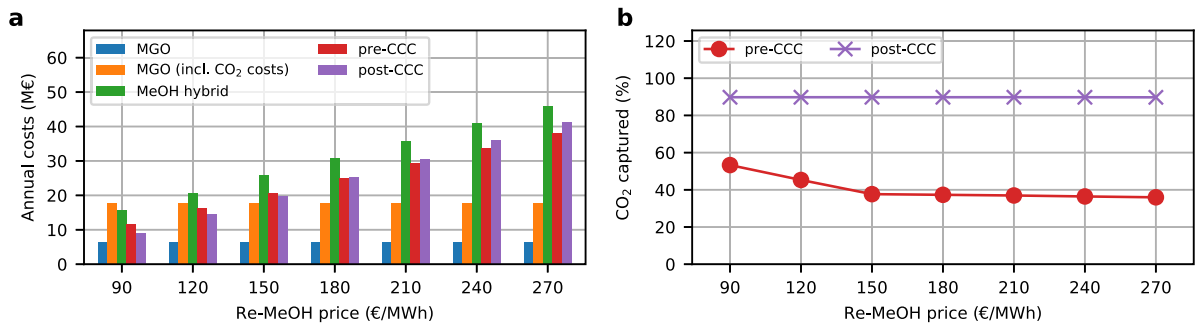 a
Annual costs (M€)
60
50
40
30
20
10
0
MGO
MGO (incl. CO₂ costs)
MeOH hybrid
pre-CCC
post-CCC
90 120 150 180 210 240 270
Re-MeOH price (€/MWh)
b
CO₂ captured (%)
120
100
80
60
40
20
0
pre-CCC post-CCC
90 120 150 180 210 240 270
Re-MeOH price (€/MWh)